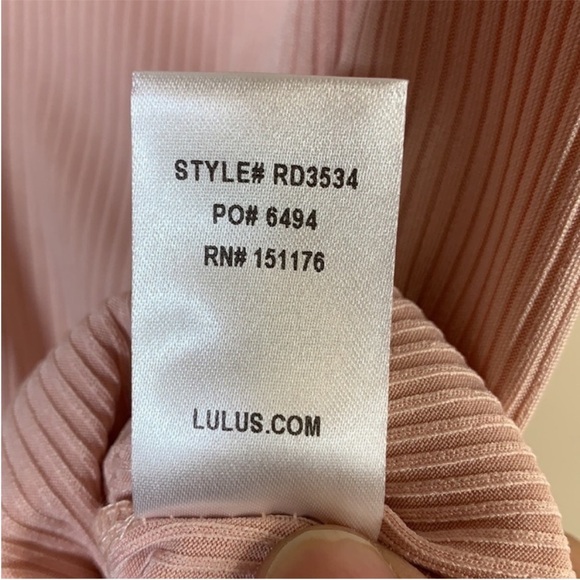 STYLE# RD3534
PO# 6494
RN# 151176
LULUS.COM